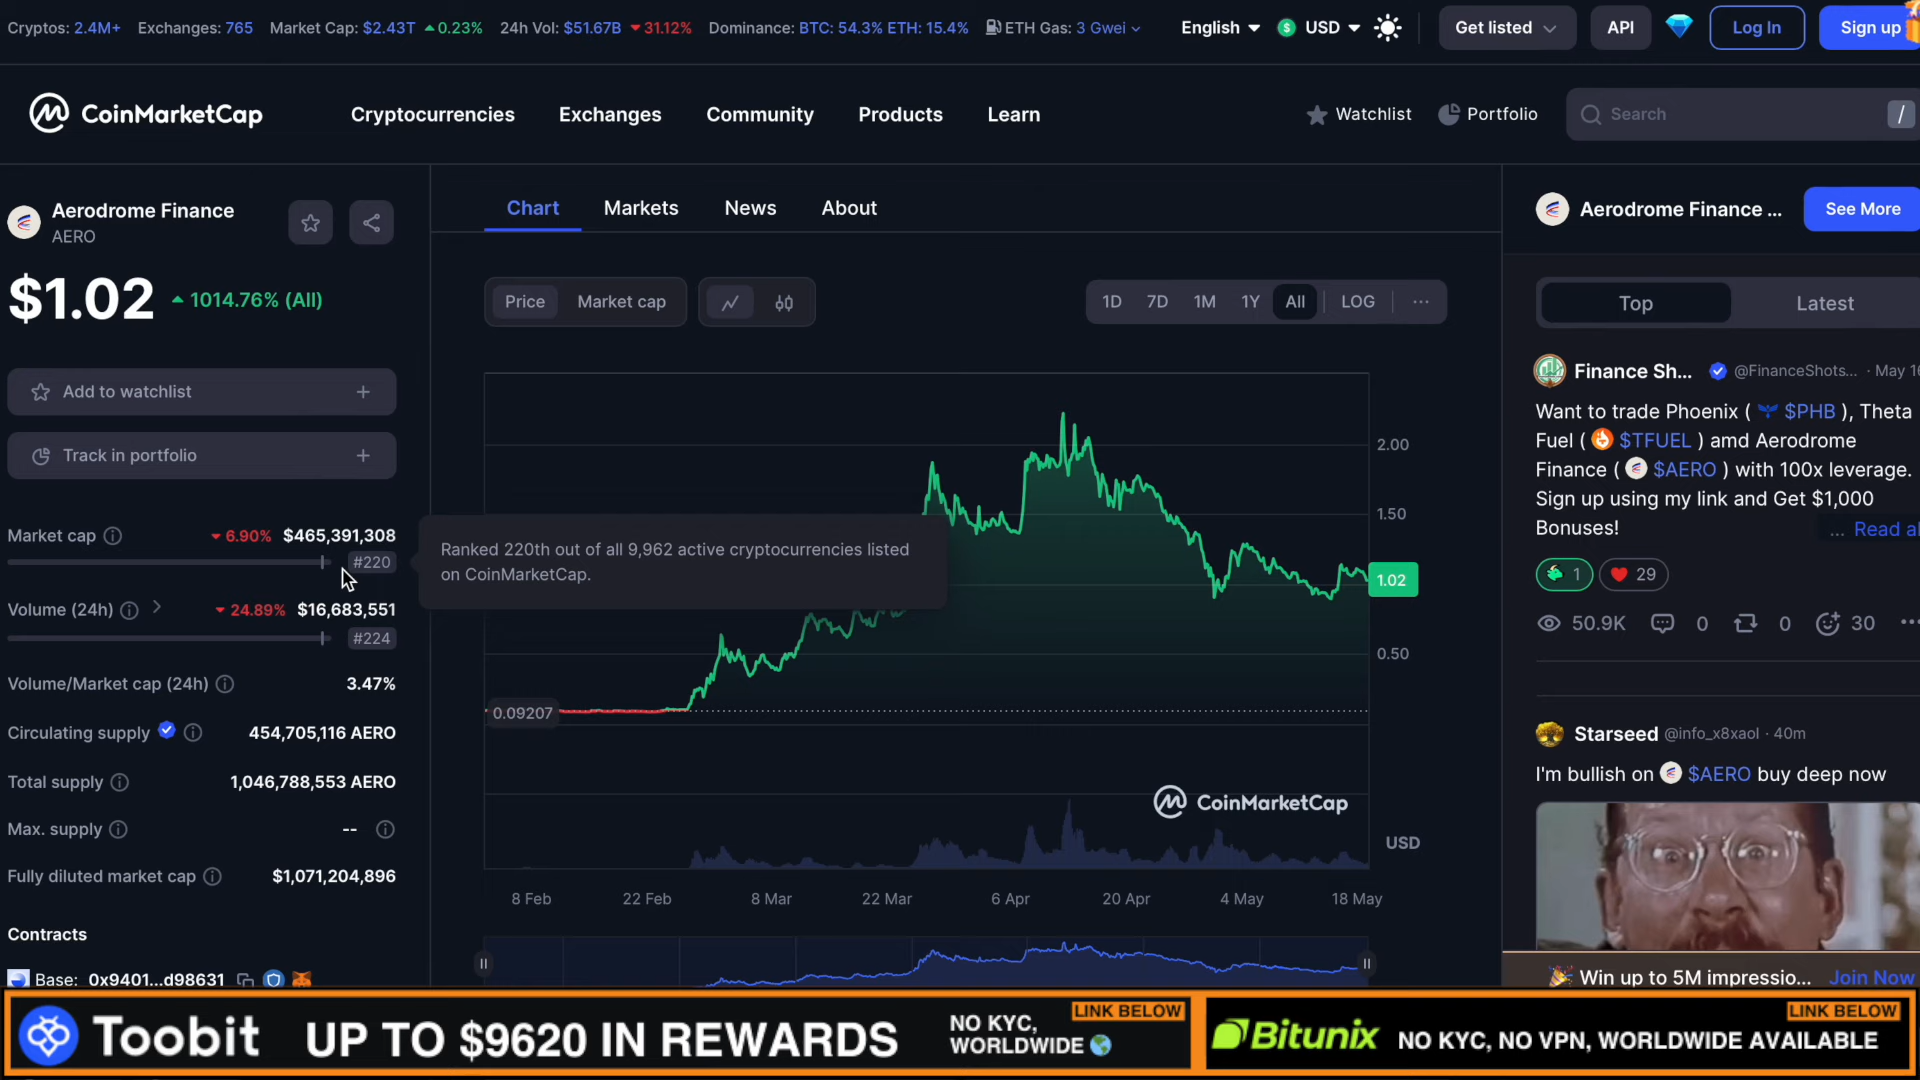 Cryptos: 2.4M+ Exchanges: 765 Market Cap: $2.43T 0.23% 24h Vol: $51.67B 31.12% Dominance: BTC: 54.3% ETH: 15.4% ETH Gas: 3 Gwei English USD Get listed API Log In Sign up
CoinMarketCap Cryptocurrencies Exchanges Community Products Learn Watchlist Portfolio Search /
Aerodrome Finance
AERO
$1.02 1014.76% (All)
Add to watchlist +
Track in portfolio +
Market cap 6.90% $465,391,308
#220
Volume (24h) 24.89% $16,683,551
#224
Volume/Market cap (24h) 3.47%
Circulating supply 454,705,116 AERO
Total supply 1,046,788,553 AERO
Max. supply --
Fully diluted market cap $1,071,204,896
Contracts
Base: 0x9401...d98631
Chart Markets News About
Price Market cap 1D 7D 1M 1Y All LOG ...
Ranked 220th out of all 9,962 active cryptocurrencies listed
on CoinMarketCap.
2.00
1.50
1.02
0.50
0.09207
CoinMarketCap
USD
8 Feb 22 Feb 8 Mar 22 Mar 6 Apr 20 Apr 4 May 18 May
Aerodrome Finance ... See More
Top Latest
Finance Sh... @FinanceShots... · May 16
Want to trade Phoenix ( $PHB ), Theta
Fuel ( $TFUEL ) amd Aerodrome
Finance ( $AERO ) with 100x leverage.
Sign up using my link and Get $1,000
Bonuses! ... Read al
1 29
50.9K 0 0 30 ...
Starseed @info_x8xaol · 40m
I'm bullish on $AERO buy deep now
Win up to 5M impressio... Join Now
Toobit UP TO $9620 IN REWARDS NO KYC,
WORLDWIDE LINK BELOW
Bitunix NO KYC, NO VPN, WORLDWIDE AVAILABLE LINK BELOW